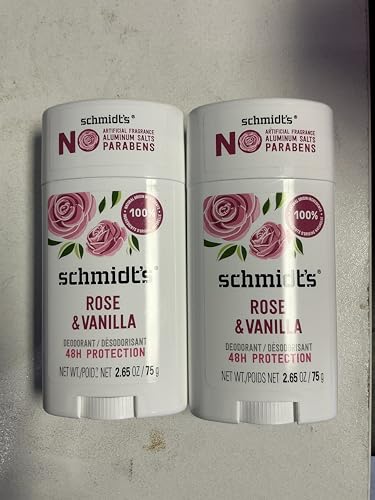 schmidt's®
NO
ARTIFICIAL FRAGRANCE
ALUMINUM SALTS
PARABENS
100%
schmidt's®
ROSE
& VANILLA
DEODORANT / DÉSODORISANT
48H PROTECTION
NET WT./POIDS NET 2.65 OZ / 75 g
schmidt's®
NO
ARTIFICIAL FRAGRANCE
ALUMINUM SALTS
PARABENS
100%
schmidt's®
ROSE
& VANILLA
DEODORANT / DÉSODORISANT
48H PROTECTION
NET WT./POIDS NET 2.65 OZ / 75 g